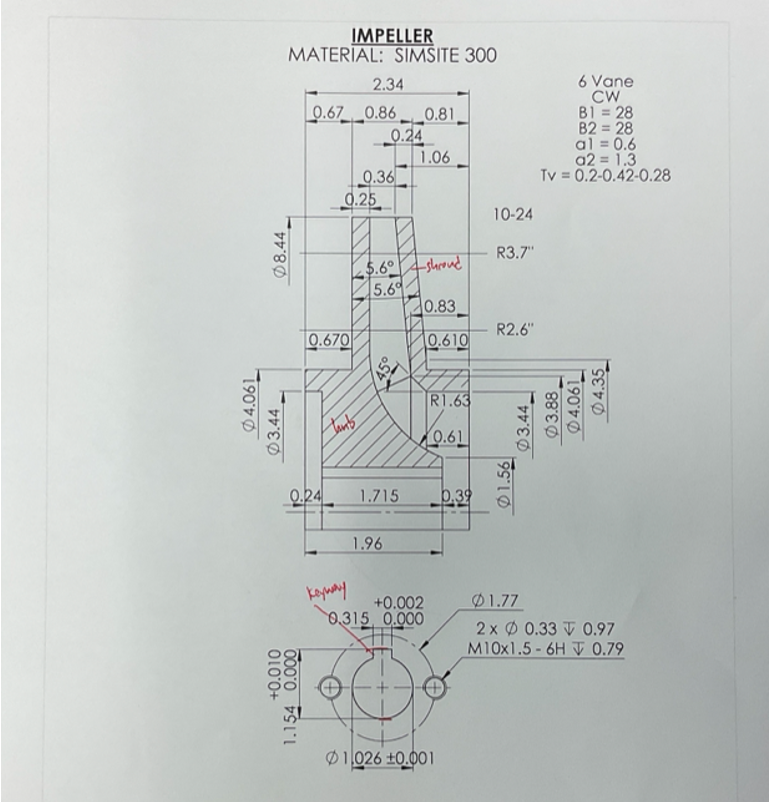 IMPELLER
MATERIAL: SIMSITE 300
2.34
6 Vane
CW
B1 = 28
B2 = 28
a1 = 0.6
a2 = 1.3
Tv = 0.2-0.42-0.28
0.67 0.86 0.81
0.24
1.06
0.36
0.25
10-24
Ø8.44
R3.7"
5.6°
shroud
5.6°
0.83
R2.6"
0.670
0.610
45°
Ø4.061
Ø3.44
R1.63
Ø3.44
Ø3.88
Ø4.061
Ø4.35
hub
0.61
Ø1.56
0.24 1.715 0.39
1.96
keyway
+0.002
0.315 0.000
Ø1.77
2 x Ø 0.33 ↧ 0.97
M10x1.5 - 6H ↧ 0.79
+0.010
1.154 0.000
Ø1.026 ±0.001